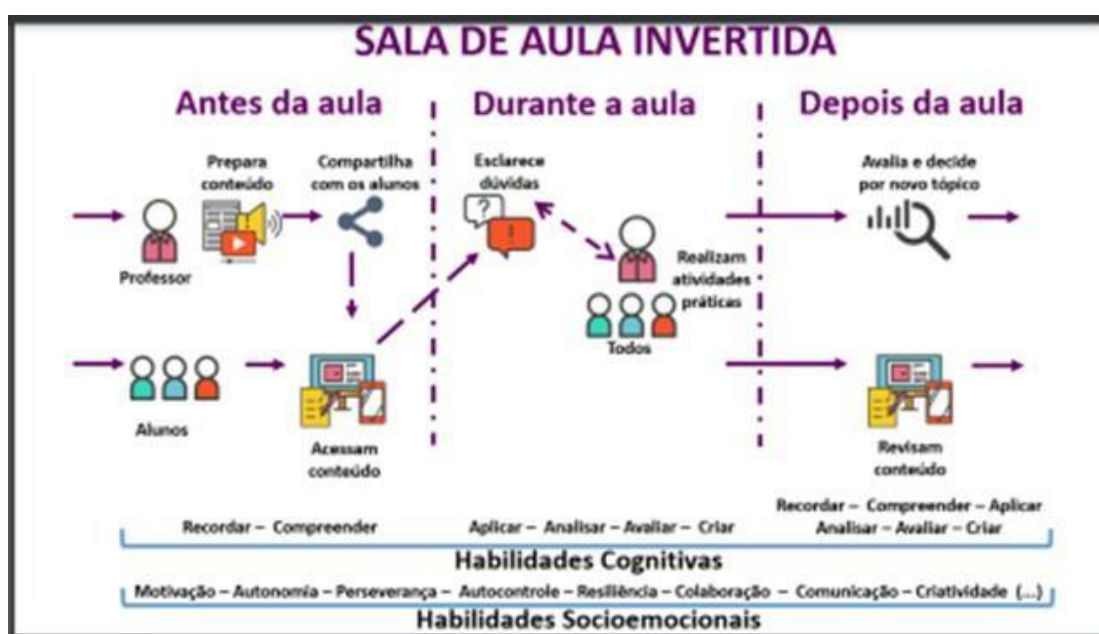 SALA DE AULA INVERTIDA
Antes da aula
Durante a aula
Depois da aula
Prepara
conteúdo
Compartilha
com os alunos
Esclarece
dúvidas
Avalia e decide
por novo tópico
Professor
Realizam
atividades
práticas
Todos
Alunos
Acessam
conteúdo
Revisam
conteúdo
Recordar – Compreender
Aplicar – Analisar – Avaliar – Criar
Recordar – Compreender – Aplicar
Analisar – Avaliar – Criar
Habilidades Cognitivas
Motivação – Autonomia – Perseverança – Autocontrole – Resiliência – Colaboração – Comunicação – Criatividade (...)
Habilidades Socioemocionais